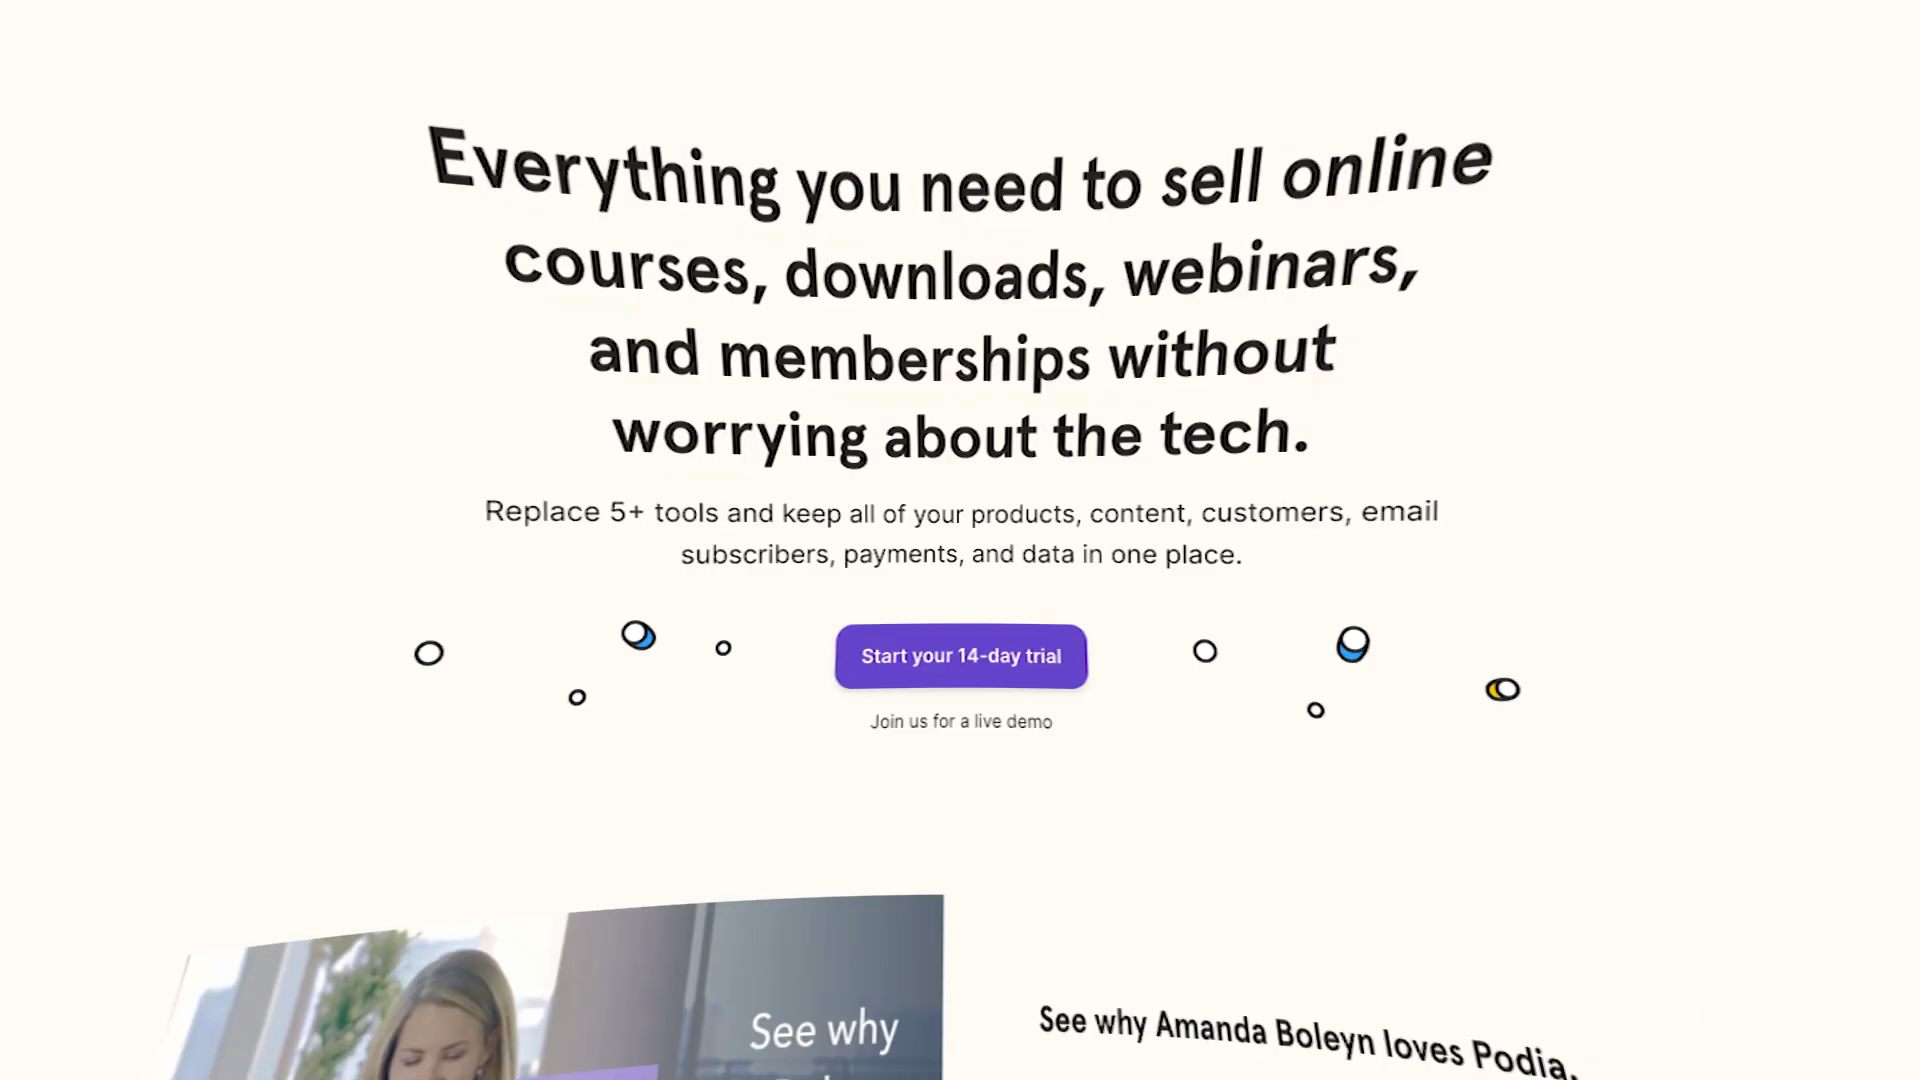 Everything you need to sell online
courses, downloads, webinars,
and memberships without
worrying about the tech.
Replace 5+ tools and keep all of your products, content, customers, email
subscribers, payments, and data in one place.
Start your 14-day trial
Join us for a live demo
See why
See why Amanda Boleyn loves Podia.